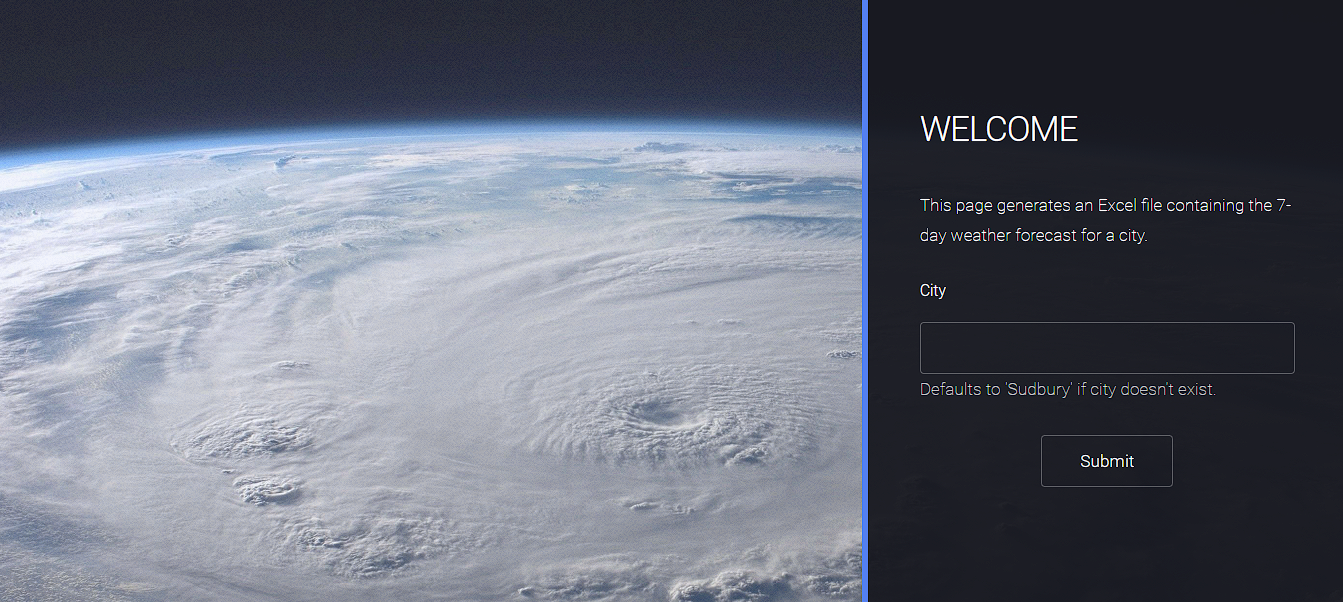 WELCOME
This page generates an Excel file containing the 7-
day weather forecast for a city.
City
Defaults to 'Sudbury' if city doesn't exist.
Submit